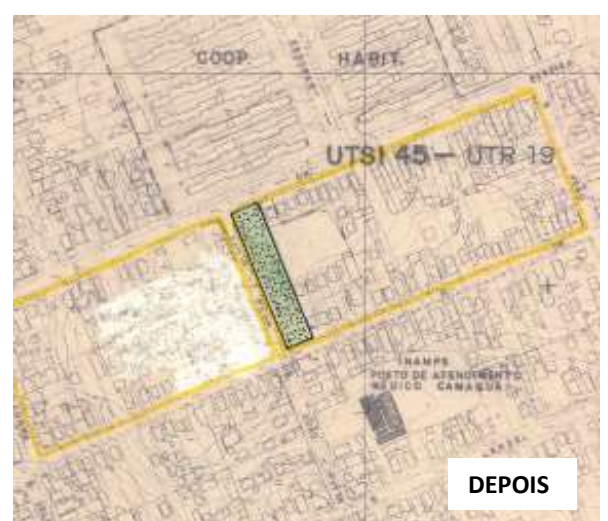 COOP. HABIT.
UTSI 45 — UTR 19
INAMPS
POSTO DE ATENDIMENTO
MÉDICO CAMAQUÃ
DEPOIS